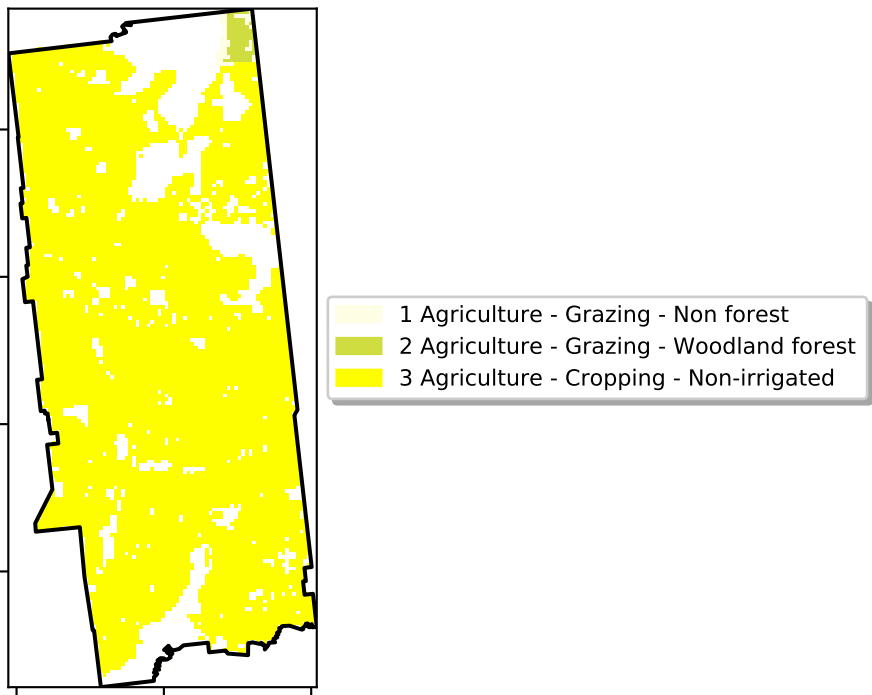 1 Agriculture - Grazing - Non forest
2 Agriculture - Grazing - Woodland forest
3 Agriculture - Cropping - Non-irrigated